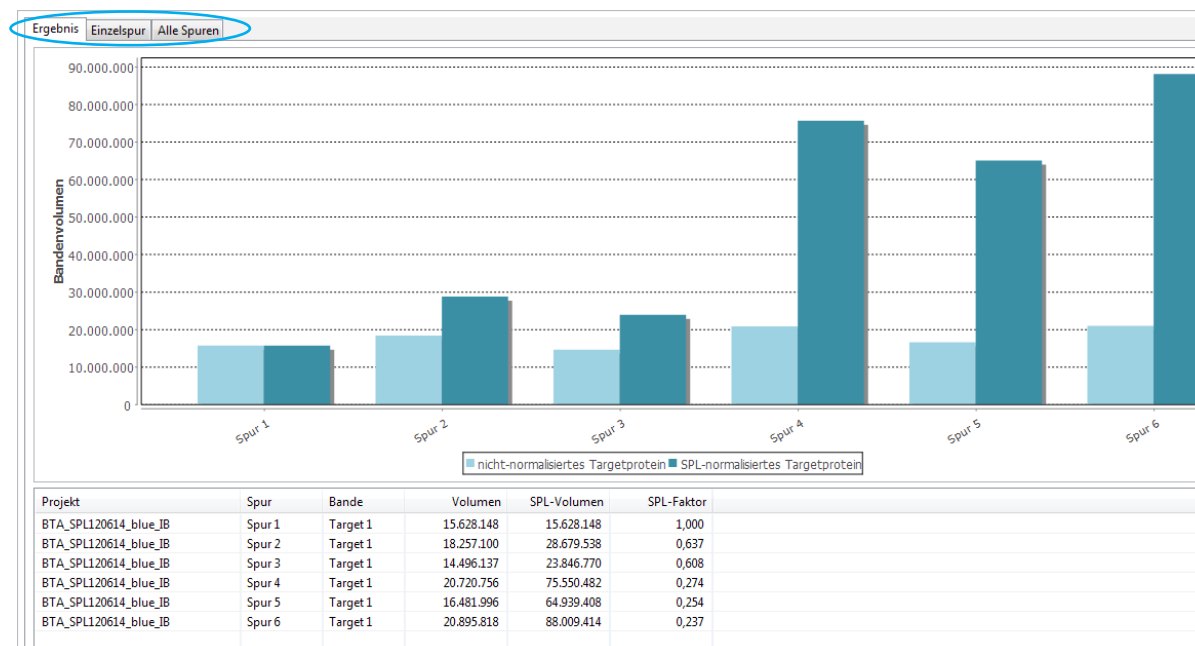 Ergebnis Einzelspur Alle Spuren
90.000.000
80.000.000
70.000.000
60.000.000
50.000.000
40.000.000
30.000.000
20.000.000
10.000.000
0
Bandenvolumen
Spur 1 Spur 2 Spur 3 Spur 4 Spur 5 Spur 6
nicht-normalisiertes Targetprotein SPL-normalisiertes Targetprotein
Projekt Spur Bande Volumen SPL-Volumen SPL-Faktor
BTA_SPL120614_blue_IB Spur 1 Target 1 15.628.148 15.628.148 1,000
BTA_SPL120614_blue_IB Spur 2 Target 1 18.257.100 28.679.538 0,637
BTA_SPL120614_blue_IB Spur 3 Target 1 14.496.137 23.846.770 0,608
BTA_SPL120614_blue_IB Spur 4 Target 1 20.720.756 75.550.482 0,274
BTA_SPL120614_blue_IB Spur 5 Target 1 16.481.996 64.939.408 0,254
BTA_SPL120614_blue_IB Spur 6 Target 1 20.895.818 88.009.414 0,237